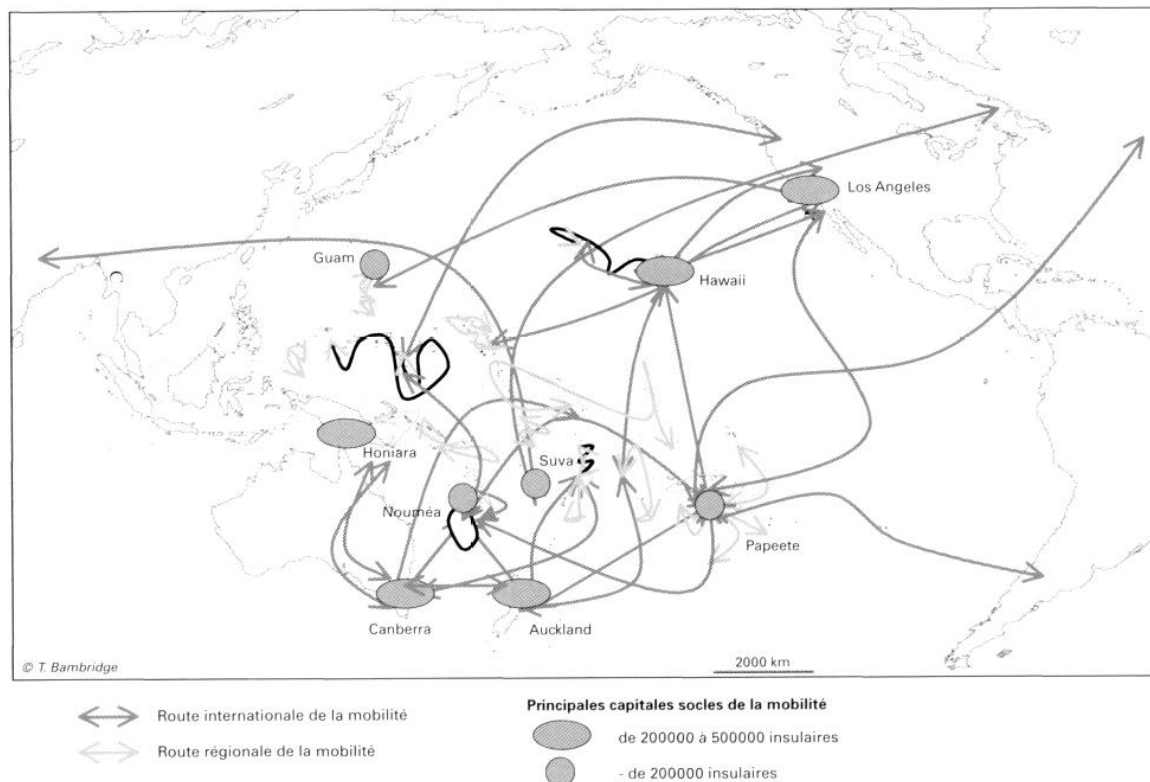 Los Angeles
Guam
Hawaii
Honiara
Suva
Nouméa
Papeete
Canberra
Auckland
© T. Bambridge
2000 km
Route internationale de la mobilité
Route régionale de la mobilité
Principales capitales socles de la mobilité
de 200000 à 500000 insulaires
- de 200000 insulaires